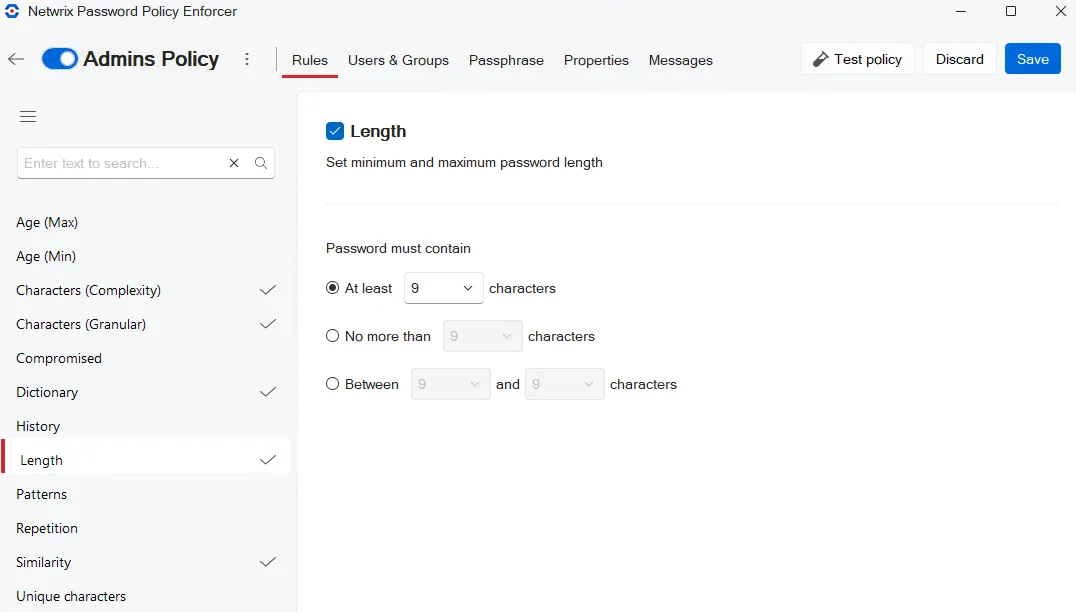 Netwrix Password Policy Enforcer
Admins Policy
Rules Users & Groups Passphrase Properties Messages
Test policy Discard Save
Enter text to search...
Age (Max)
Age (Min)
Characters (Complexity)
Characters (Granular)
Compromised
Dictionary
History
Length
Patterns
Repetition
Similarity
Unique characters
Length
Set minimum and maximum password length
Password must contain
At least 9 characters
No more than 9 characters
Between 9 and 9 characters